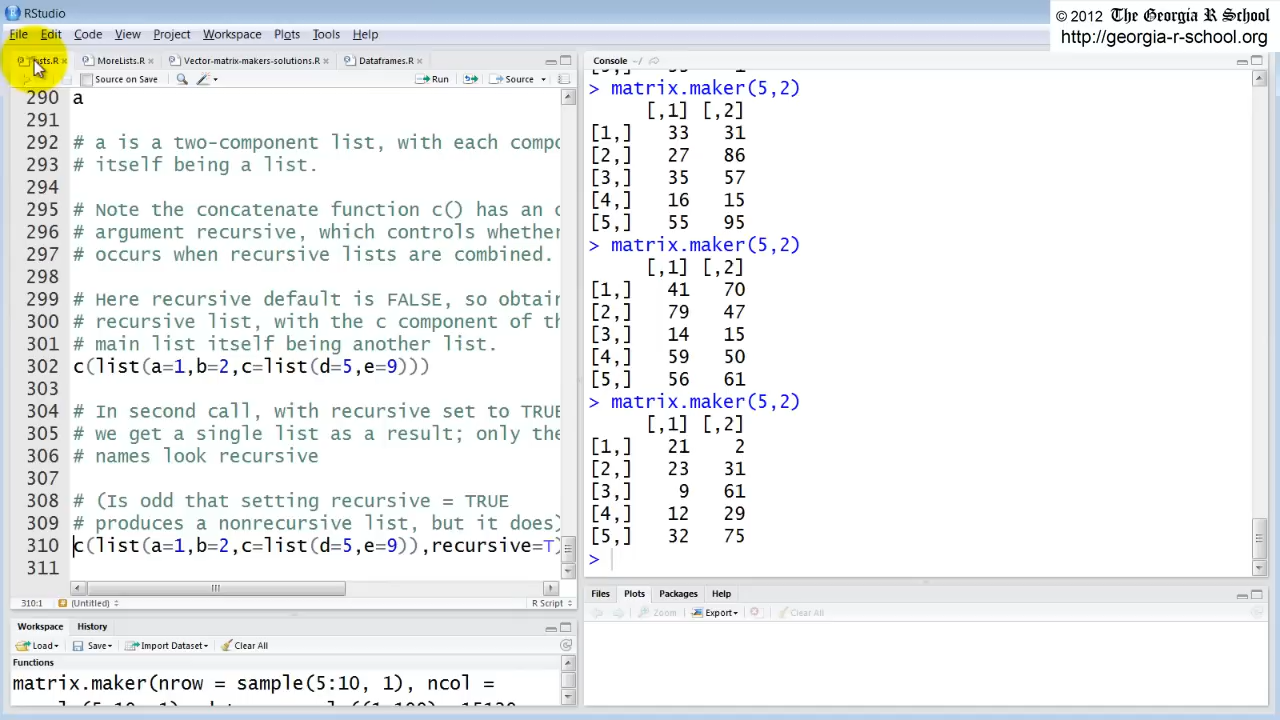 RStudio
© 2012 The Georgia R School
http://georgia-r-school.org
File Edit Code View Project Workspace Plots Tools Help
MoreLists.R × Vector-matrix-makers-solutions.R × Dataframes.R ×
Source on Save Run Source
290 a
291
292 # a is a two-component list, with each compo
293 # itself being a list.
294
295 # Note the concatenate function c() has an o
296 # argument recursive, which controls whether
297 # occurs when recursive lists are combined.
298
299 # Here recursive default is FALSE, so obtain
300 # recursive list, with the c component of th
301 # main list itself being another list.
302 c(list(a=1,b=2,c=list(d=5,e=9)))
303
304 # In second call, with recursive set to TRUE
305 # we get a single list as a result; only the
306 # names look recursive
307
308 # (Is odd that setting recursive = TRUE
309 # produces a nonrecursive list, but it does)
310 c(list(a=1,b=2,c=list(d=5,e=9)),recursive=T)
311
310:1 (Untitled) R Script
Workspace History
Load Save Import Dataset Clear All
Functions
matrix.maker(nrow = sample(5:10, 1), ncol =
Console ~/
> matrix.maker(5,2)
[,1] [,2]
[1,] 33 31
[2,] 27 86
[3,] 35 57
[4,] 16 15
[5,] 55 95
> matrix.maker(5,2)
[,1] [,2]
[1,] 41 70
[2,] 79 47
[3,] 14 15
[4,] 59 50
[5,] 56 61
> matrix.maker(5,2)
[,1] [,2]
[1,] 21 2
[2,] 23 31
[3,] 9 61
[4,] 12 29
[5,] 32 75
>
Files Plots Packages Help
Zoom Export Clear All